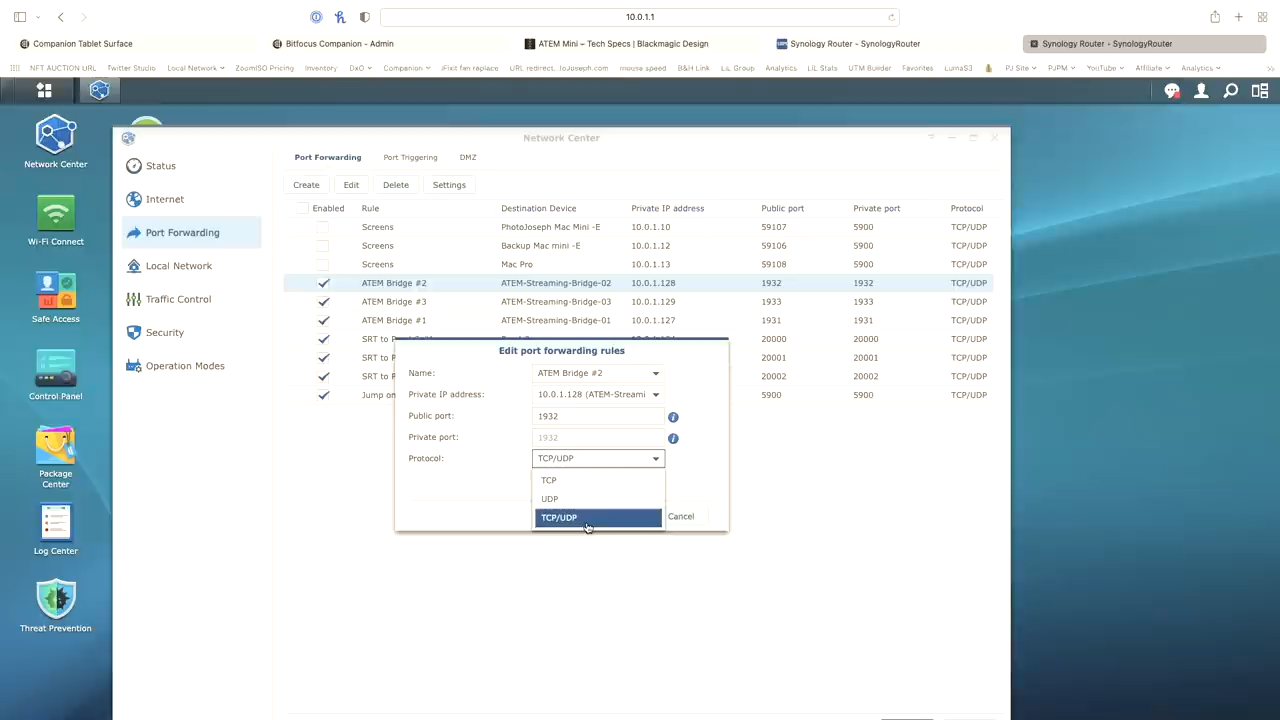 10.0.1.1
Companion Tablet Surface
Bitfocus Companion - Admin
ATEM Mini – Tech Specs | Blackmagic Design
Synology Router - SynologyRouter
Synology Router - SynologyRouter
NFT AUCTION URL Twitter Studio Local Network ZoomISO Pricing Inventory DxO Companion iFixit fan replace URL redirect...toJoseph.com mouse speed B&H Link LiL Group Analytics LiL Stats UTM Builder Favorites LumaS3 PJ Site PJPM YouTube Affiliate Analytics
Network Center
Wi-Fi Connect
Safe Access
Control Panel
Package
Center
Log Center
Threat Prevention
Network Center
Status
Internet
Port Forwarding
Local Network
Traffic Control
Security
Operation Modes
Port Forwarding Port Triggering DMZ
Create Edit Delete Settings
Enabled Rule Destination Device Private IP address Public port Private port Protocol
Screens PhotoJoseph Mac Mini -E 10.0.1.10 59107 5900 TCP/UDP
Screens Backup Mac mini -E 10.0.1.12 59106 5900 TCP/UDP
Screens Mac Pro 10.0.1.13 59108 5900 TCP/UDP
ATEM Bridge #2 ATEM-Streaming-Bridge-02 10.0.1.128 1932 1932 TCP/UDP
ATEM Bridge #3 ATEM-Streaming-Bridge-03 10.0.1.129 1933 1933 TCP/UDP
ATEM Bridge #1 ATEM-Streaming-Bridge-01 10.0.1.127 1931 1931 TCP/UDP
SRT to 20000 20000 TCP/UDP
SRT to P 20001 20001 TCP/UDP
SRT to P 20002 20002 TCP/UDP
Jump on 5900 5900 TCP/UDP
Edit port forwarding rules
Name: ATEM Bridge #2
Private IP address: 10.0.1.128 (ATEM-Streami
Public port: 1932
Private port: 1932
Protocol: TCP/UDP
TCP
UDP
TCP/UDP
Cancel